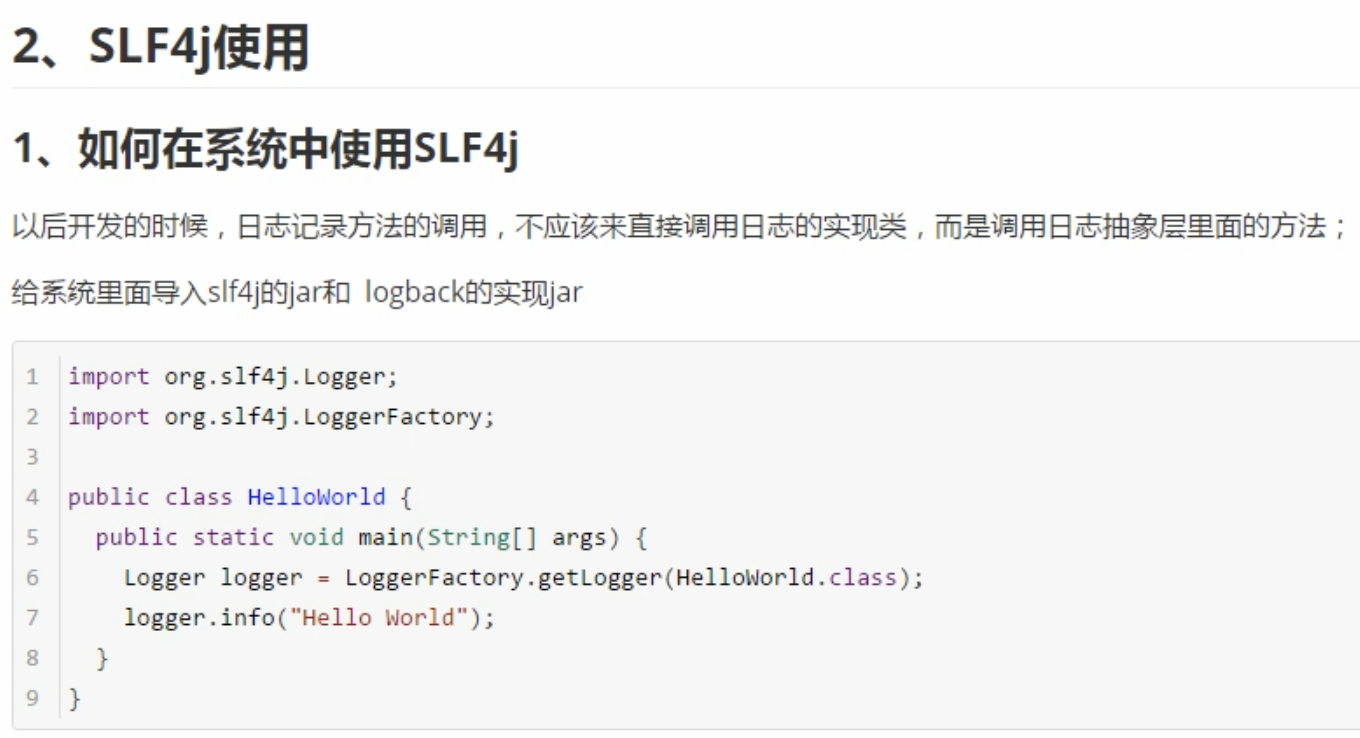 2、SLF4j使用
1、如何在系统中使用SLF4j
以后开发的时候，日志记录方法的调用，不应该来直接调用日志的实现类，而是调用日志抽象层里面的方法；
给系统里面导入slf4j的jar和 logback的实现jar
1 import org.slf4j.Logger;
2 import org.slf4j.LoggerFactory;
3
4 public class HelloWorld {
5   public static void main(String[] args) {
6     Logger logger = LoggerFactory.getLogger(HelloWorld.class);
7     logger.info("Hello World");
8   }
9 }